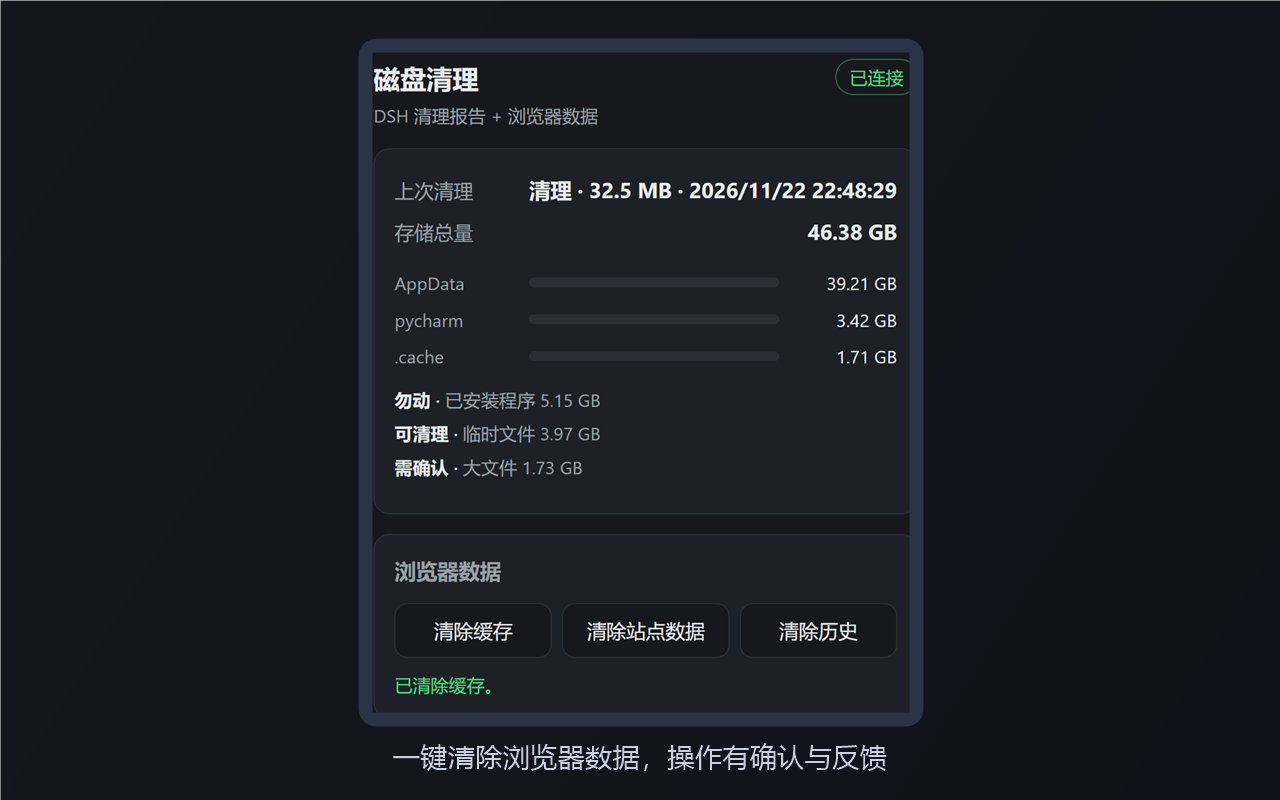 磁盘清理
已连接
DSH 清理报告 + 浏览器数据
上次清理 清理 · 32.5 MB · 2026/11/22 22:48:29
存储总量 46.38 GB
AppData 39.21 GB
pycharm 3.42 GB
.cache 1.71 GB
勿动 · 已安装程序 5.15 GB
可清理 · 临时文件 3.97 GB
需确认 · 大文件 1.73 GB
浏览器数据
清除缓存 清除站点数据 清除历史
已清除缓存。
一键清除浏览器数据，操作有确认与反馈